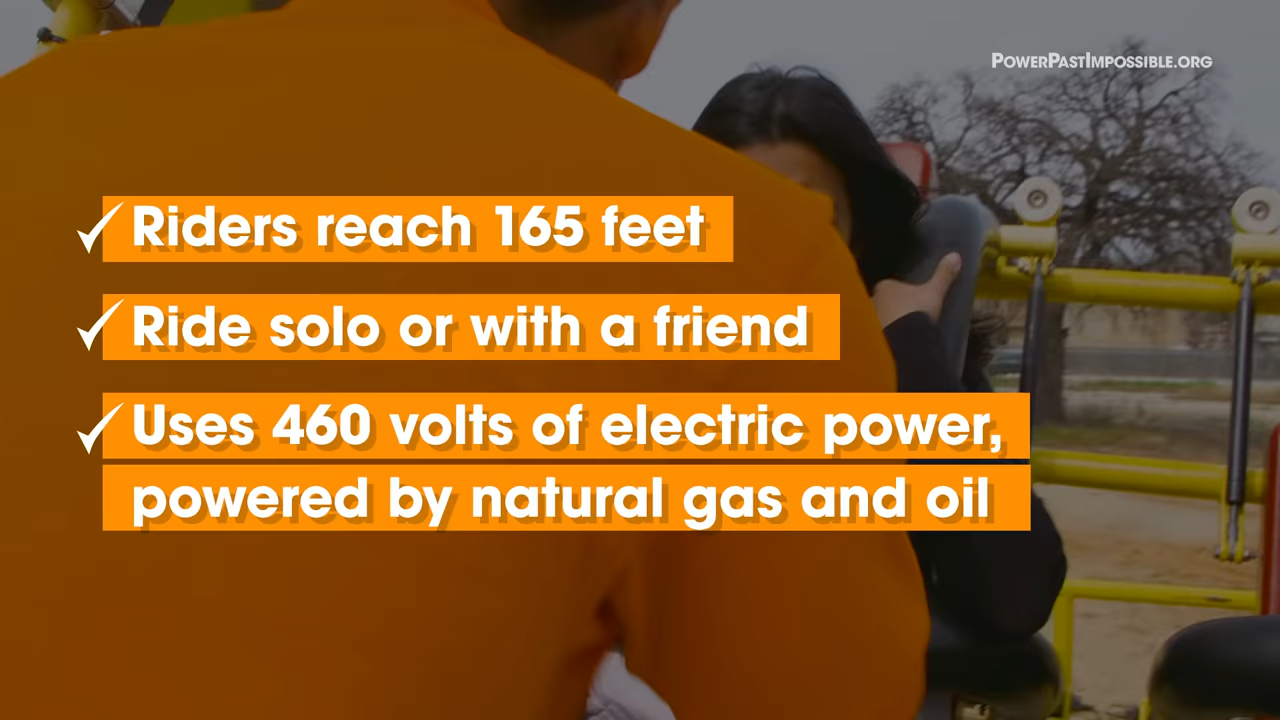 PowerPastImpossible.org
Riders reach 165 feet
Ride solo or with a friend
Uses 460 volts of electric power,
powered by natural gas and oil